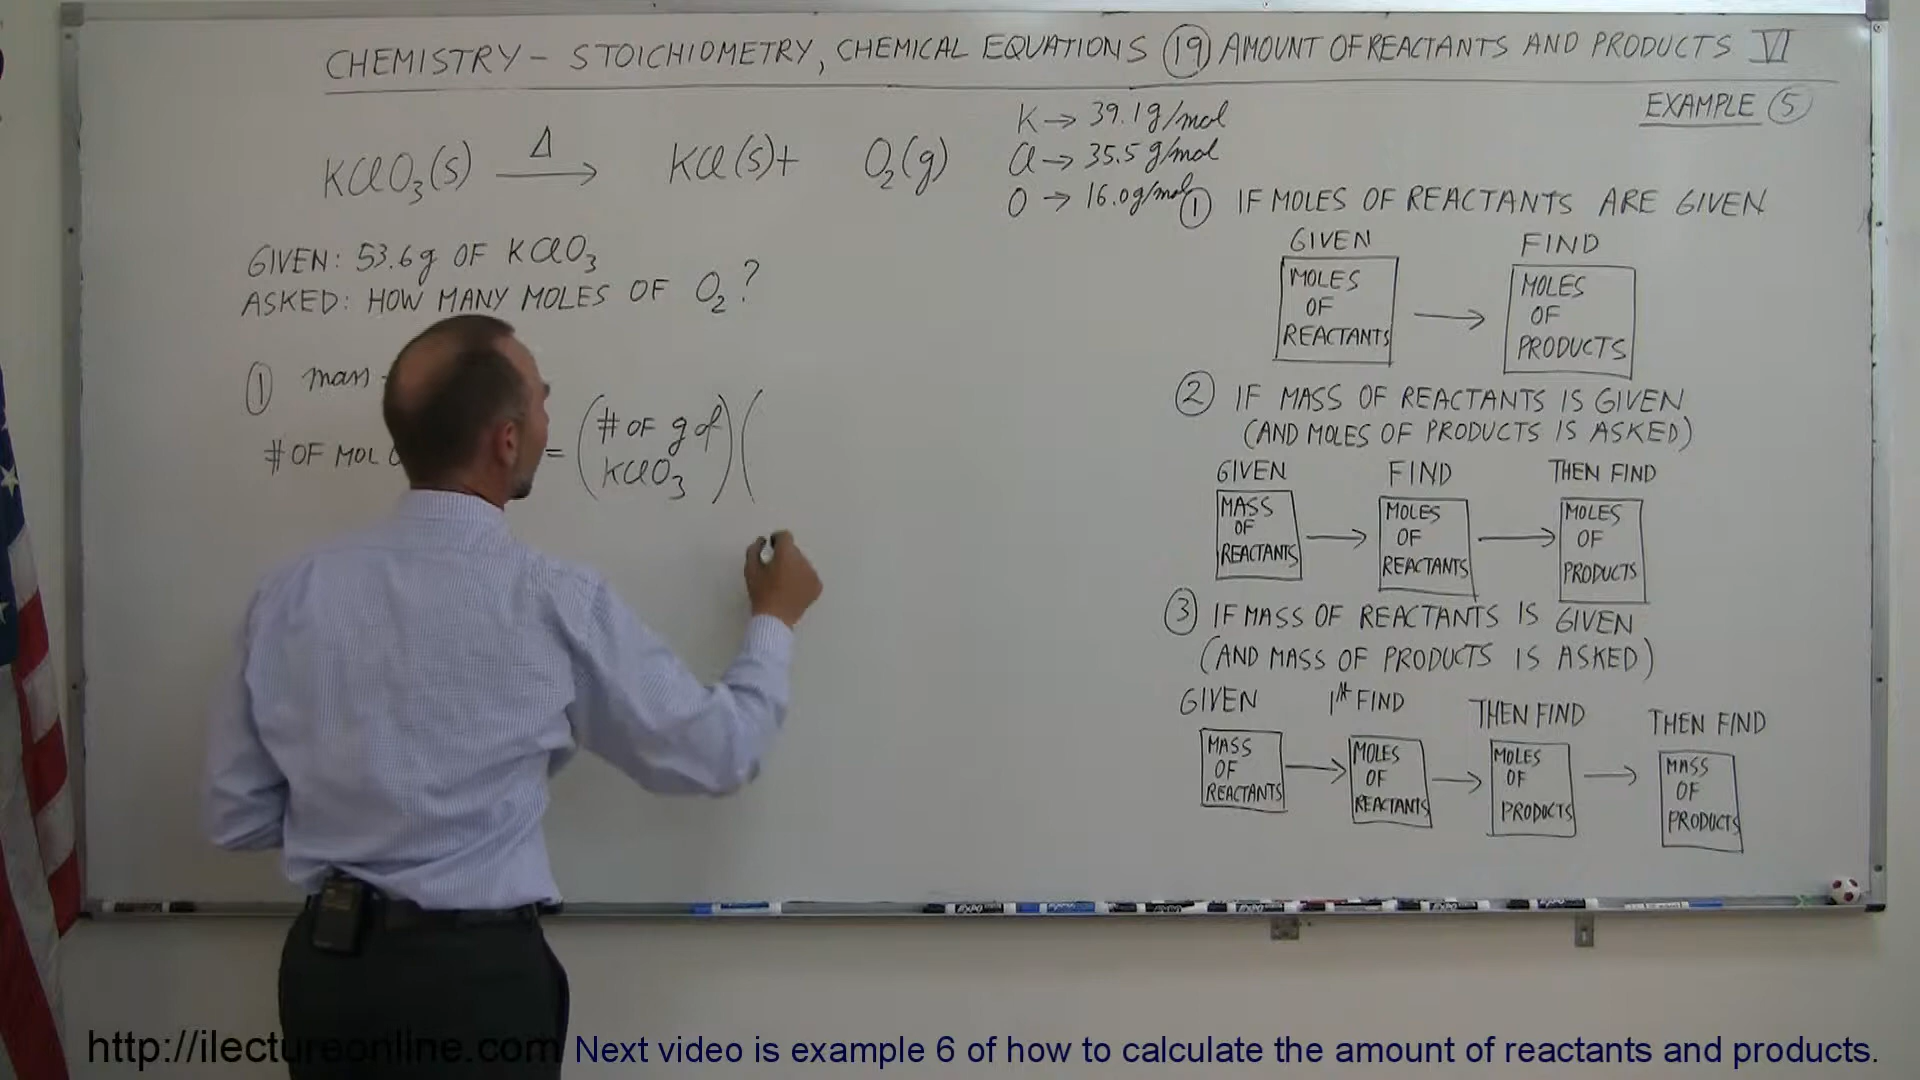 CHEMISTRY – STOICHIOMETRY, CHEMICAL EQUATIONS 19 AMOUNT OF REACTANTS AND PRODUCTS VI
EXAMPLE 5
KClO₃(s) Δ→ KCl(s)+ O₂(g)
K → 39.1 g/mol
Cl → 35.5 g/mol
O → 16.0 g/mol
GIVEN: 53.6 g OF KClO₃
ASKED: HOW MANY MOLES OF O₂?
① mass
# OF MOL = (# OF g of KClO₃)(
① IF MOLES OF REACTANTS ARE GIVEN
GIVEN FIND
MOLES OF REACTANTS → MOLES OF PRODUCTS
② IF MASS OF REACTANTS IS GIVEN
(AND MOLES OF PRODUCTS IS ASKED)
GIVEN FIND THEN FIND
MASS OF REACTANTS → MOLES OF REACTANTS → MOLES OF PRODUCTS
③ IF MASS OF REACTANTS IS GIVEN
(AND MASS OF PRODUCTS IS ASKED)
GIVEN 1st FIND THEN FIND THEN FIND
MASS OF REACTANTS → MOLES OF REACTANTS → MOLES OF PRODUCTS → MASS OF PRODUCTS
http://ilectureonline.com Next video is example 6 of how to calculate the amount of reactants and products.